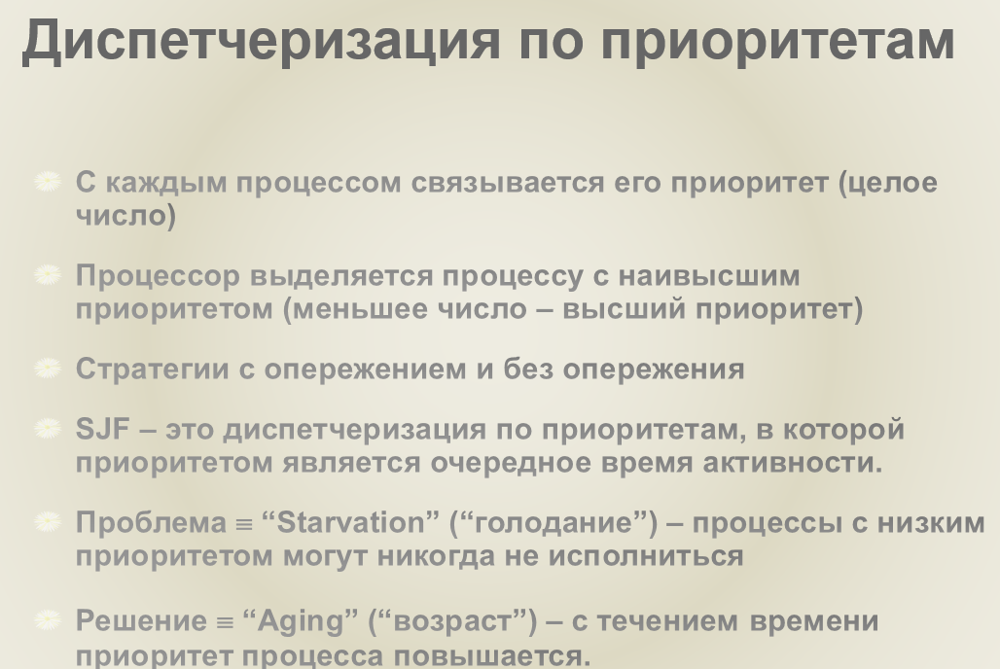 Диспетчеризация по приоритетам
С каждым процессом связывается его приоритет (целое
число)
Процессор выделяется процессу с наивысшим
приоритетом (меньшее число – высший приоритет)
Стратегии с опережением и без опережения
SJF – это диспетчеризация по приоритетам, в которой
приоритетом является очередное время активности.
Проблема ≡ “Starvation” (“голодание”) – процессы с низким
приоритетом могут никогда не исполниться
Решение ≡ “Aging” (“возраст”) – с течением времени
приоритет процесса повышается.